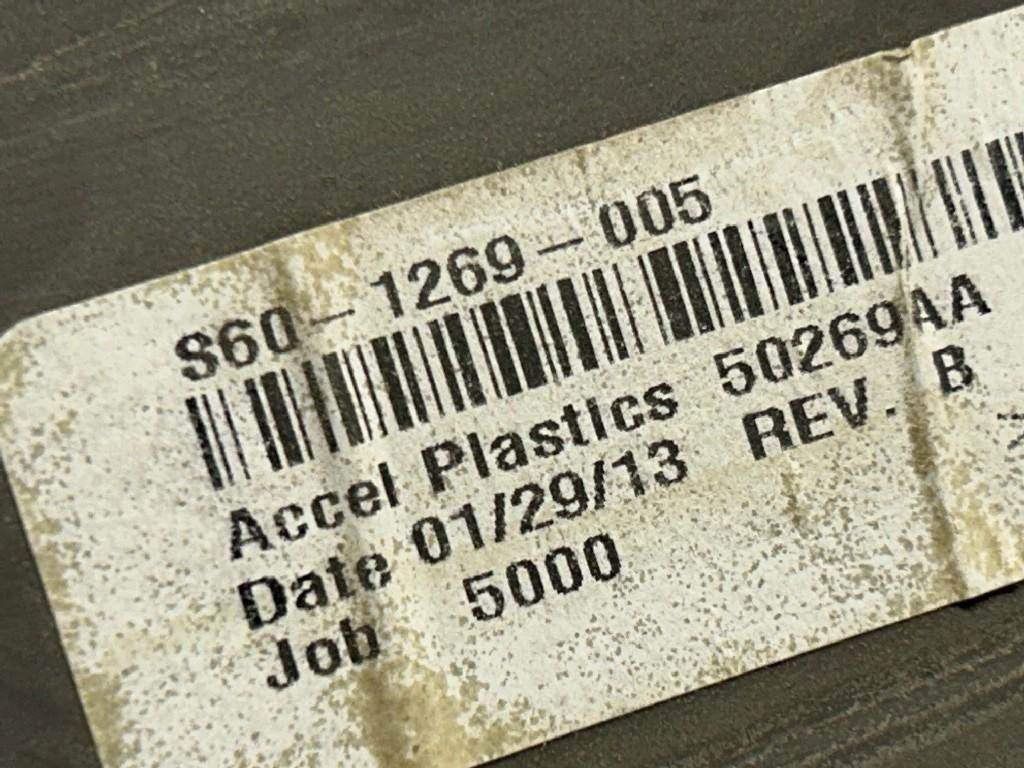 S60-1269-005
Accel Plastics 50269AA
Date 01/29/13 REV. B
Job 5000